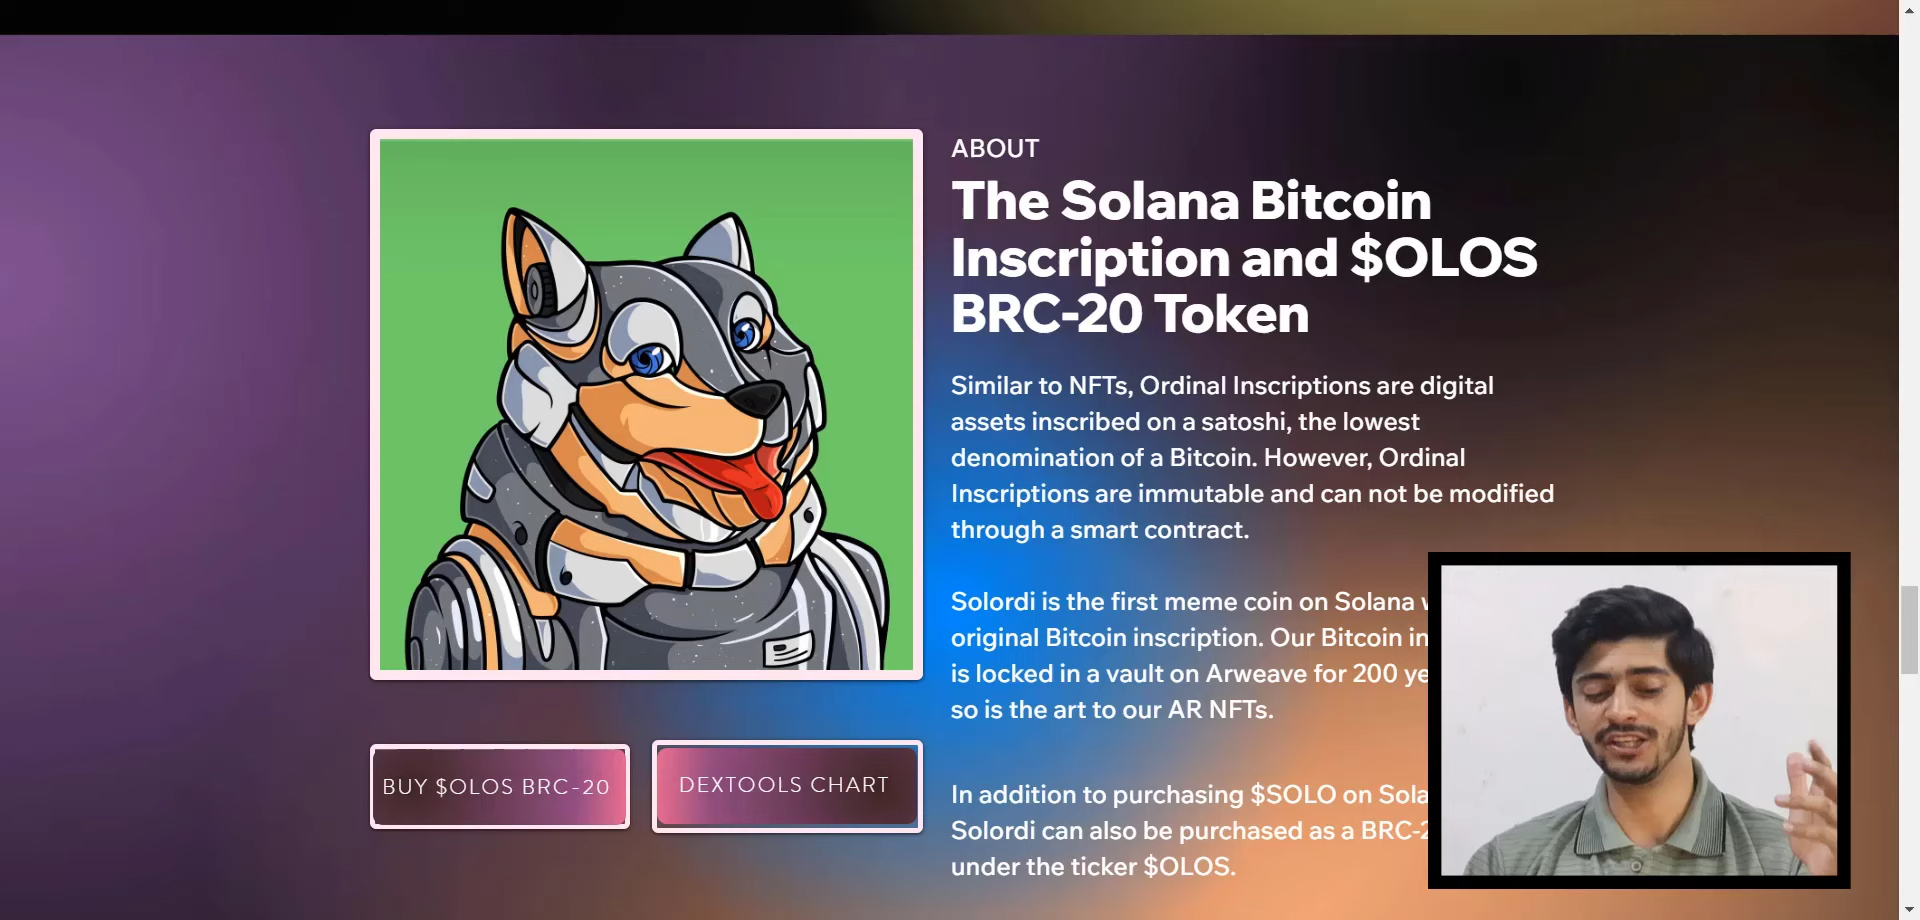 ABOUT
The Solana Bitcoin
Inscription and $OLOS
BRC-20 Token
Similar to NFTs, Ordinal Inscriptions are digital
assets inscribed on a satoshi, the lowest
denomination of a Bitcoin. However, Ordinal
Inscriptions are immutable and can not be modified
through a smart contract.
Solordi is the first meme coin on Solana
original Bitcoin inscription. Our Bitcoin
is locked in a vault on Arweave for 200
so is the art to our AR NFTs.
In addition to purchasing $SOLO on
Solordi can also be purchased as a
under the ticker $OLOS.
BUY $OLOS BRC-20
DEXTOOLS CHART